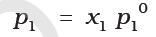 p₁ = x₁ p₁⁰